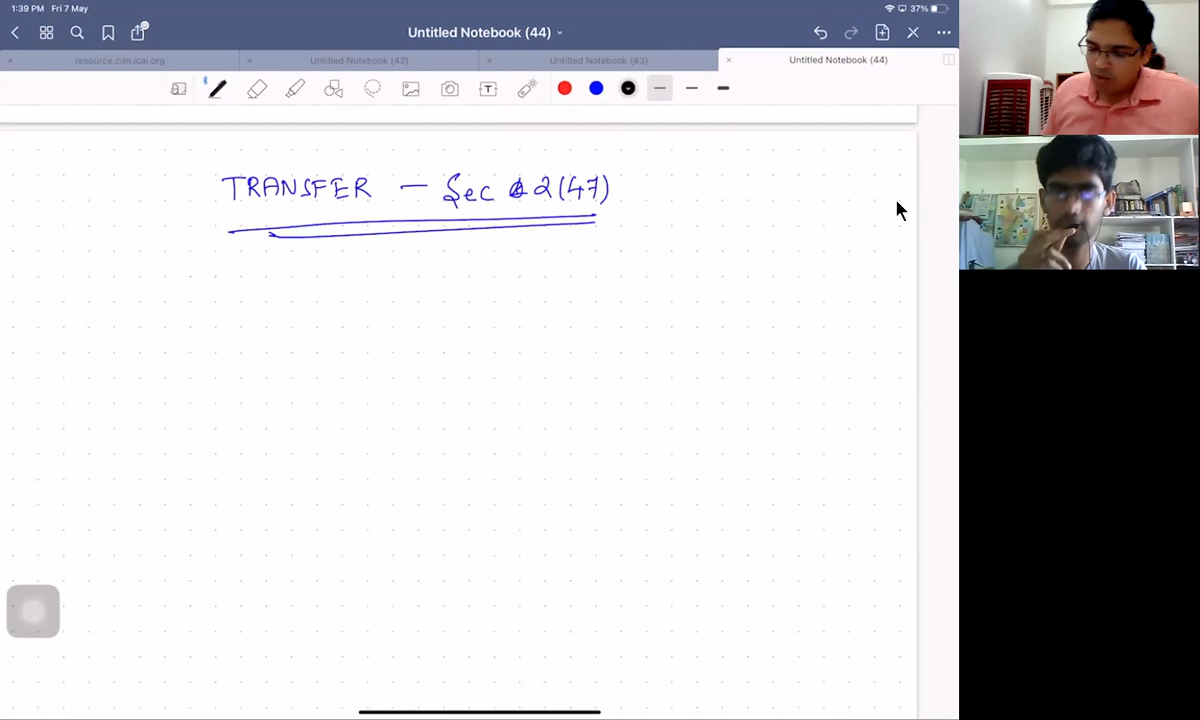 1:39 PM Fri 7 May
37%
Untitled Notebook (44)
resource.cdn.icai.org
Untitled Notebook (42)
Untitled Notebook (43)
Untitled Notebook (44)
T
TRANSFER — Sec 2(47)